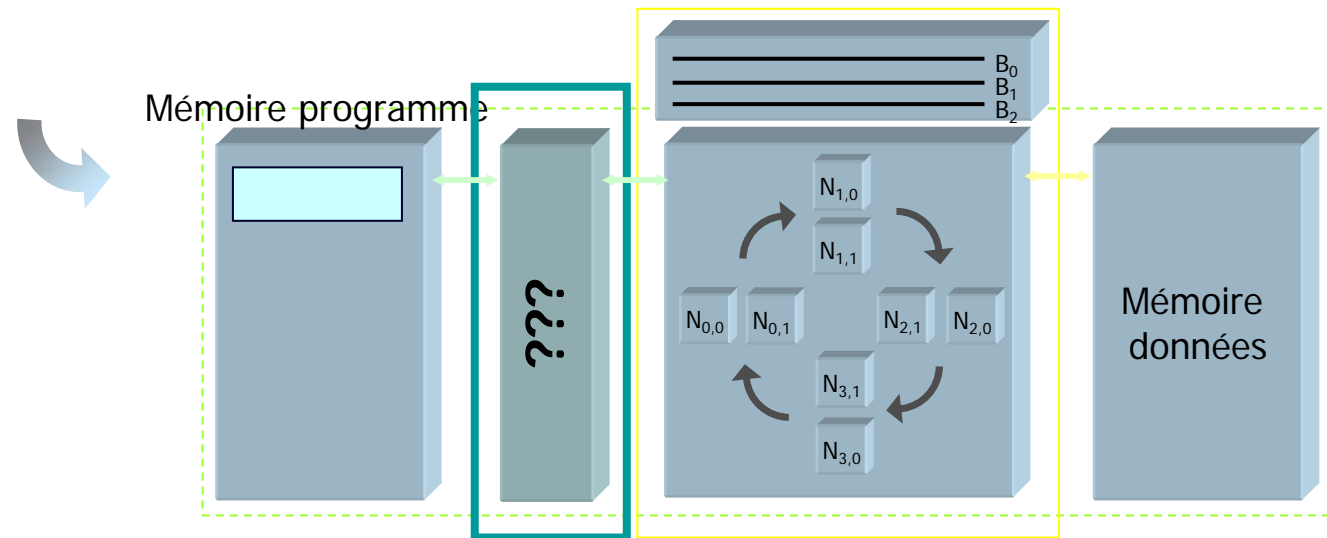 B₀
B₁
B₂
Mémoire programme
???
N₁,₀
N₁,₁
N₀,₀ N₀,₁ N₂,₁ N₂,₀
N₃,₁
N₃,₀
Mémoire
données